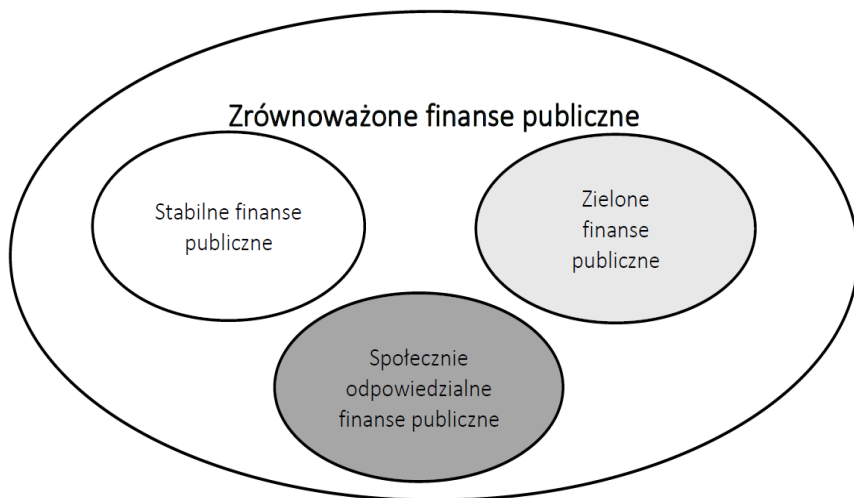 Zrównoważone finanse publiczne
Stabilne finanse
publiczne
Zielone
finanse
publiczne
Społecznie
odpowiedzialne
finanse publiczne